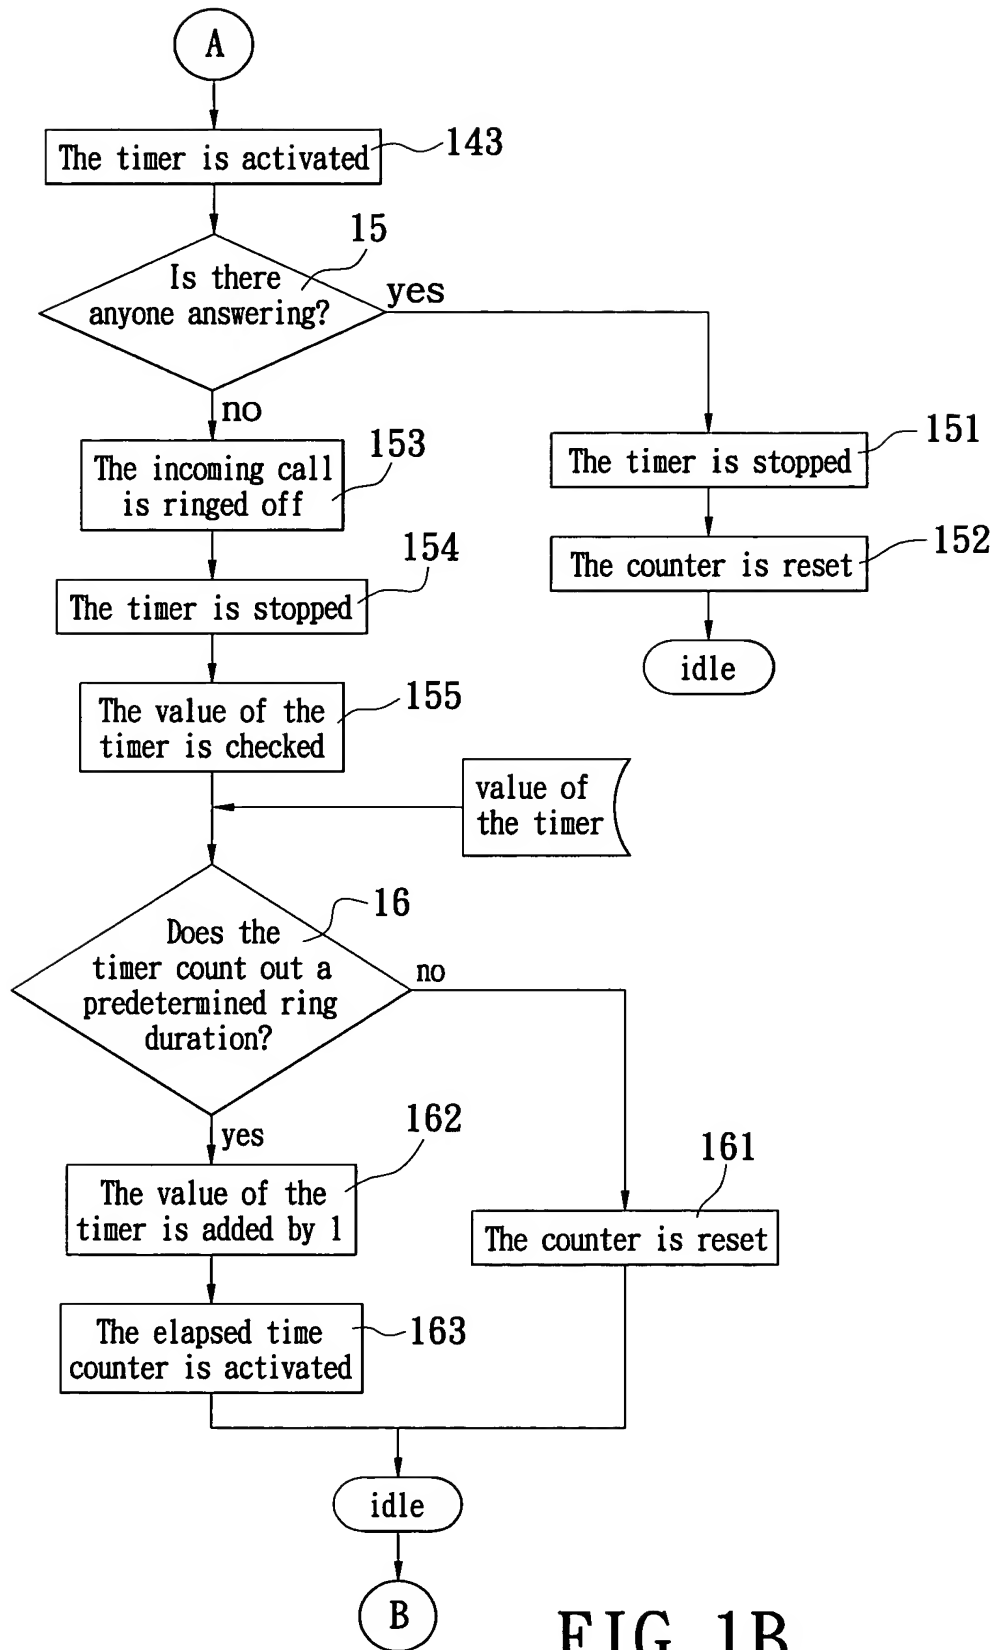 A
The timer is activated
143
15
Is there
anyone answering?
yes
no
153
The incoming call
is ringed off
151
The timer is stopped
152
The counter is reset
idle
154
The timer is stopped
155
The value of the
timer is checked
value of
the timer
16
Does the
timer count out a
predetermined ring
duration?
no
yes
162
The value of the
timer is added by 1
161
The counter is reset
The elapsed time
counter is activated
163
idle
B
FIG. 1B